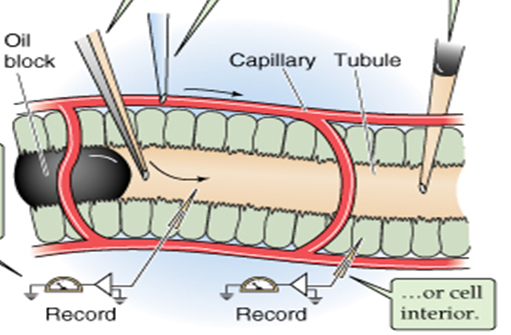 Oil
block
Capillary Tubule
Record
Record
...or cell
interior.